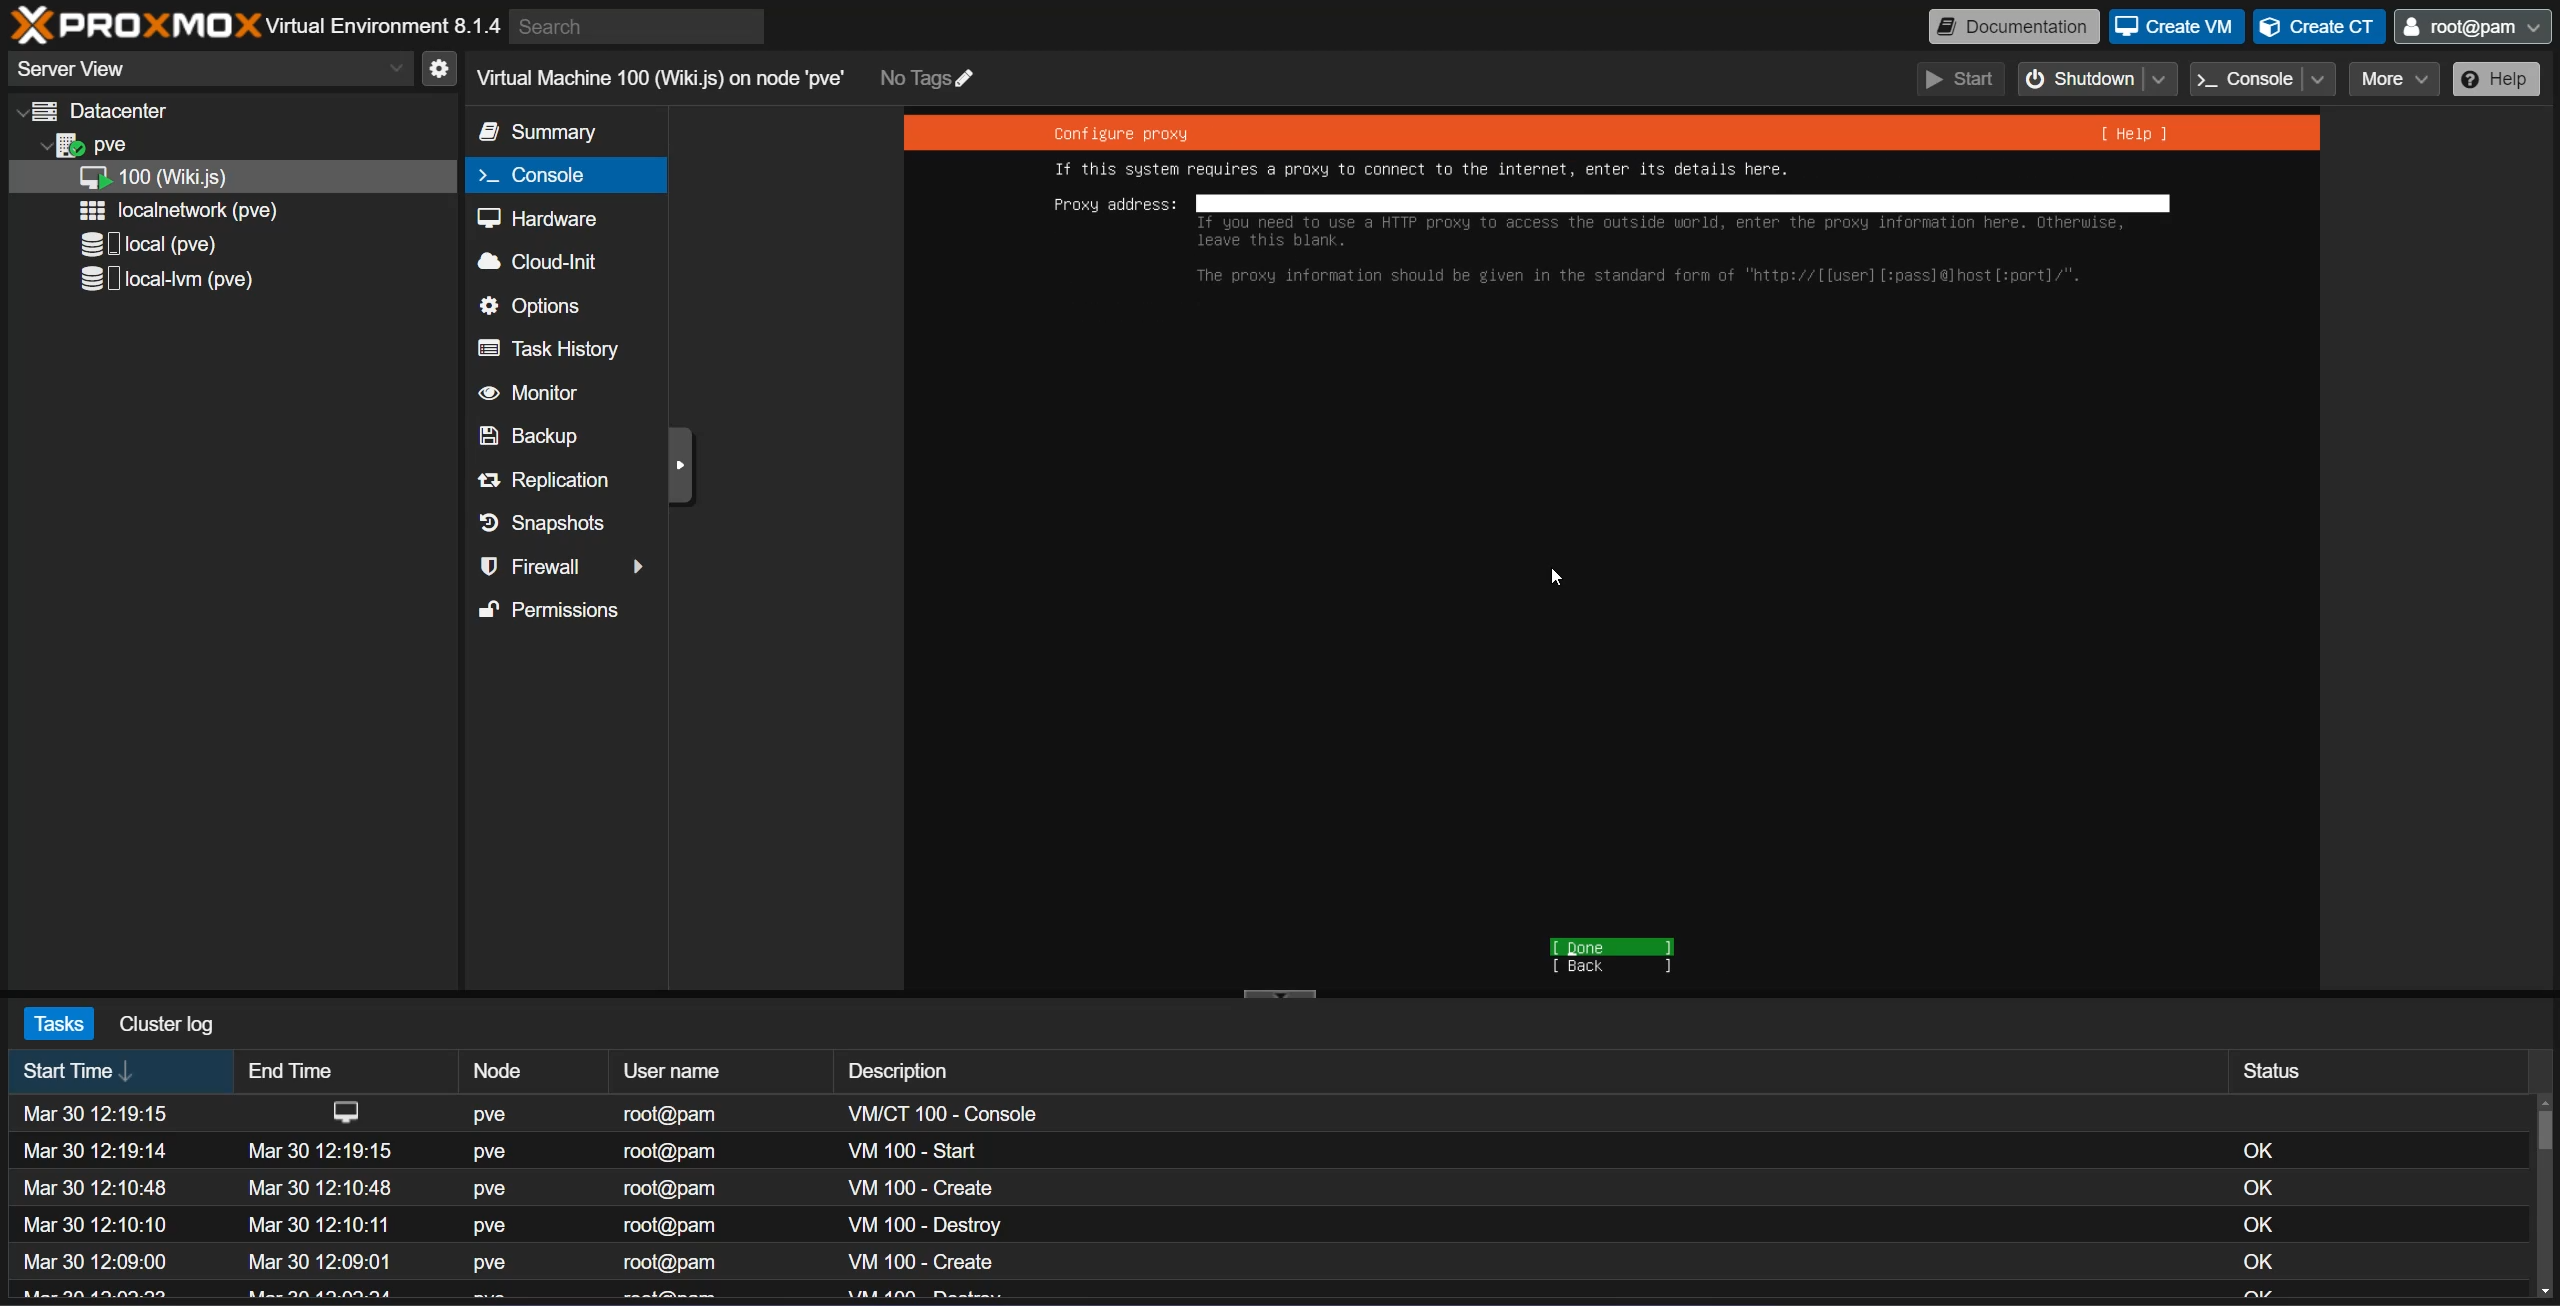 PROXMOX Virtual Environment 8.1.4 Search Documentation Create VM Create CT root@pam
Server View
Virtual Machine 100 (Wiki.js) on node 'pve' No Tags Start Shutdown Console More Help
Datacenter
pve
100 (Wiki.js)
localnetwork (pve)
local (pve)
local-lvm (pve)
Summary
Console
Hardware
Cloud-Init
Options
Task History
Monitor
Backup
Replication
Snapshots
Firewall
Permissions
Configure proxy [ Help ]
If this system requires a proxy to connect to the internet, enter its details here.
Proxy address:
If you need to use a HTTP proxy to access the outside world, enter the proxy information here. Otherwise,
leave this blank.
The proxy information should be given in the standard form of "http://[[user][:pass]@]host[:port]/".
[ Done ]
[ Back ]
Tasks Cluster log
Start Time End Time Node User name Description Status
Mar 30 12:19:15 pve root@pam VM/CT 100 - Console
Mar 30 12:19:14 Mar 30 12:19:15 pve root@pam VM 100 - Start OK
Mar 30 12:10:48 Mar 30 12:10:48 pve root@pam VM 100 - Create OK
Mar 30 12:10:10 Mar 30 12:10:11 pve root@pam VM 100 - Destroy OK
Mar 30 12:09:00 Mar 30 12:09:01 pve root@pam VM 100 - Create OK